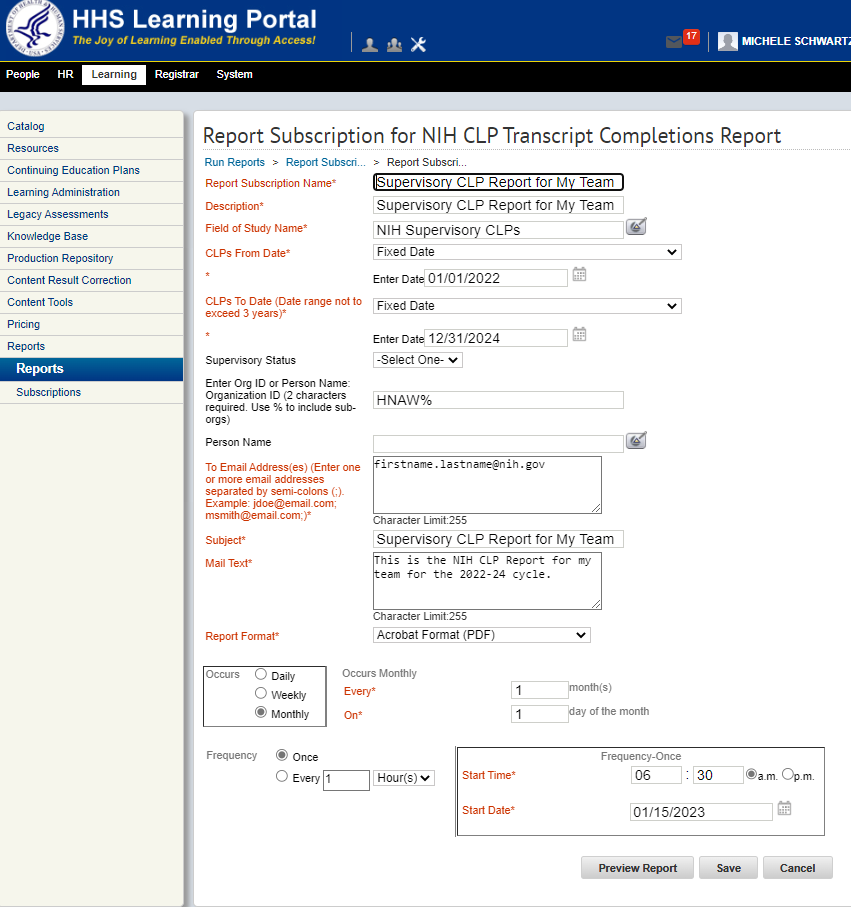 HHS Learning Portal
The Joy of Learning Enabled Through Access!
17
MICHELE SCHWARTZ
People HR Learning Registrar System
Catalog
Resources
Continuing Education Plans
Learning Administration
Legacy Assessments
Knowledge Base
Production Repository
Content Result Correction
Content Tools
Pricing
Reports
Reports
Subscriptions
Report Subscription for NIH CLP Transcript Completions Report
Run Reports > Report Subscri... > Report Subscri...
Report Subscription Name* Supervisory CLP Report for My Team
Description* Supervisory CLP Report for My Team
Field of Study Name* NIH Supervisory CLPs
CLPs From Date* Fixed Date
* Enter Date 01/01/2022
CLPs To Date (Date range not to
exceed 3 years)* Fixed Date
* Enter Date 12/31/2024
Supervisory Status -Select One-
Enter Org ID or Person Name:
Organization ID (2 characters
required. Use % to include sub-
orgs) HNAW%
Person Name
To Email Address(es) (Enter one
or more email addresses
separated by semi-colons (;).
Example: jdoe@email.com;
msmith@email.com;)*
firstname.lastname@nih.gov
Character Limit:255
Subject* Supervisory CLP Report for My Team
Mail Text* This is the NIH CLP Report for my
team for the 2022-24 cycle.
Character Limit:255
Report Format* Acrobat Format (PDF)
Occurs Daily
Weekly
Monthly
Occurs Monthly
Every* 1 month(s)
On* 1 day of the month
Frequency Once
Every 1 Hour(s)
Frequency-Once
Start Time* 06 : 30 a.m. p.m.
Start Date* 01/15/2023
Preview Report Save Cancel